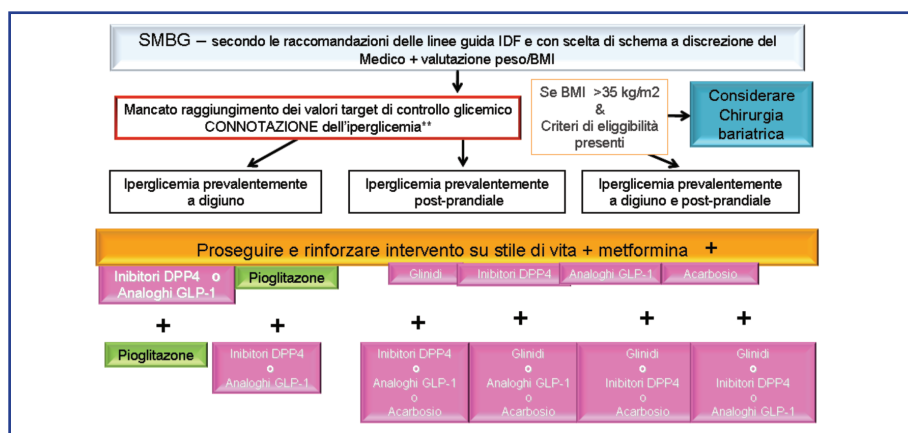 SMBG – secondo le raccomandazioni delle linee guida IDF e con scelta di schema a discrezione del
Medico + valutazione peso/BMI
Mancato raggiungimento dei valori target di controllo glicemico
CONNOTAZIONE dell'iperglicemia**
Se BMI >35 kg/m2
&
Criteri di eleggibilità
presenti
Considerare
Chirurgia
bariatrica
Iperglicemia prevalentemente
a digiuno
Iperglicemia prevalentemente
post-prandiale
Iperglicemia prevalentemente
a digiuno e post-prandiale
Proseguire e rinforzare intervento su stile di vita + metformina +
Inibitori DPP4 o
Analoghi GLP-1
Pioglitazone
Glinidi
Inibitori DPP4
Analoghi GLP-1
Acarbosio
+
+
+
+
+
+
Pioglitazone
Inibitori DPP4
o
Analoghi GLP-1
Inibitori DPP4
o
Analoghi GLP-1
o
Acarbosio
Glinidi
o
Analoghi GLP-1
o
Acarbosio
Glinidi
o
Inibitori DPP4
o
Acarbosio
Glinidi
o
Inibitori DPP4
o
Analoghi GLP-1